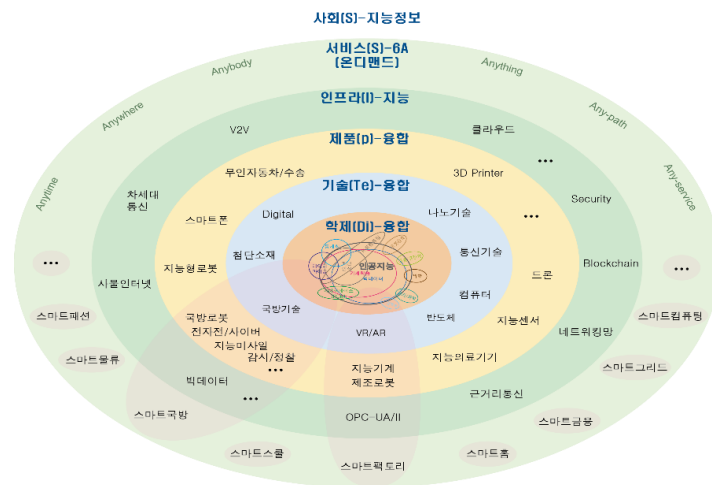 사회(S)-지능정보
서비스(S)-6A
(온디맨드)
Anybody
Anything
Anywhere
Any-path
Anytime
Any-service
인프라(I)-지능
V2V
클라우드
...
차세대
통신
Security
사물인터넷
Blockchain
네트워킹망
빅데이터
...
근거리통신
OPC-UA/II
제품(p)-융합
무인자동차/수송
3D Printer
...
스마트폰
지능형로봇
드론
국방로봇
전자전/사이버
지능미사일
감시/정찰
...
지능센서
지능의료기기
지능기계
제조로봇
기술(Te)-융합
Digital
나노기술
첨단소재
통신기술
국방기술
컴퓨터
반도체
VR/AR
학제(Di)-융합
인공지능
...
...
스마트패션
스마트컴퓨팅
스마트물류
스마트그리드
스마트국방
스마트금융
스마트스쿨
스마트홈
스마트팩토리